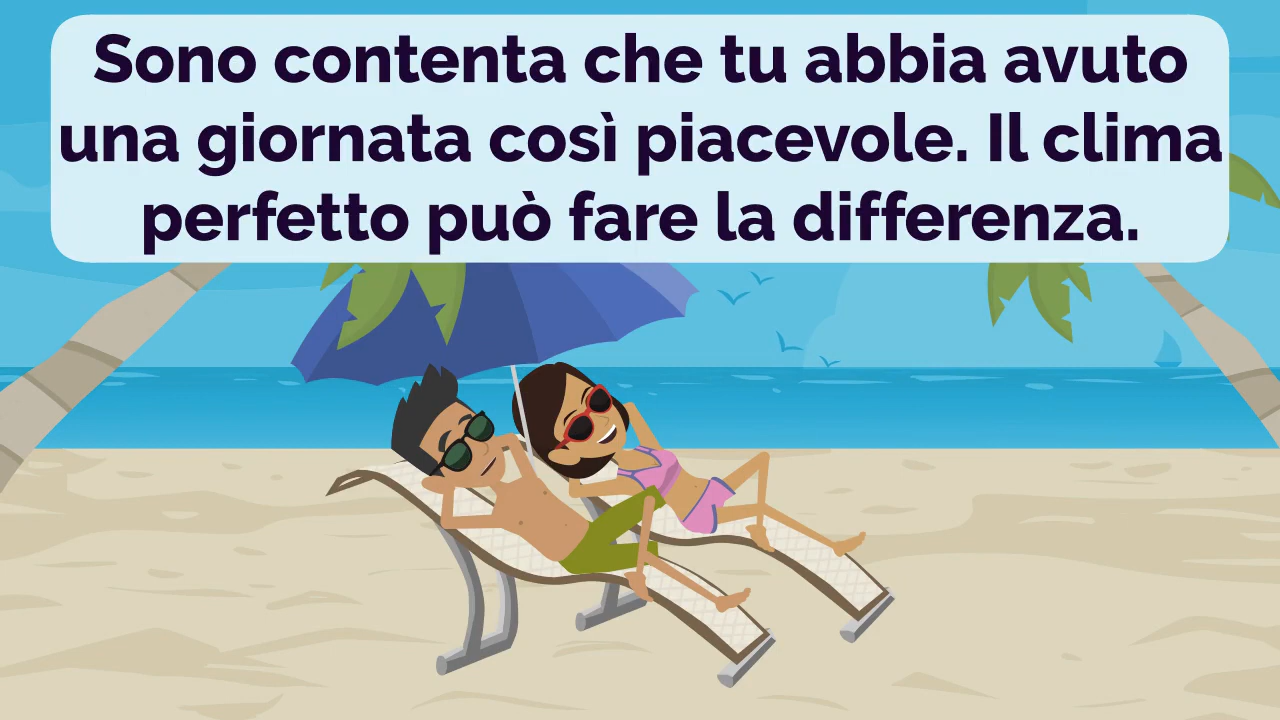 Sono contenta che tu abbia avuto
una giornata così piacevole. Il clima
perfetto può fare la differenza.